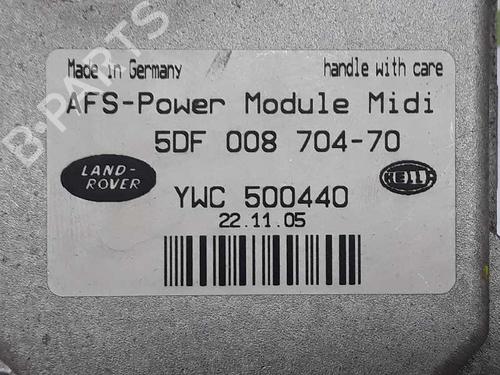 B-PARTS
Made in Germany handle with care
AFS-Power Module Midi
5DF 008 704-70
LAND-
ROVER
YWC 500440
22.11.05